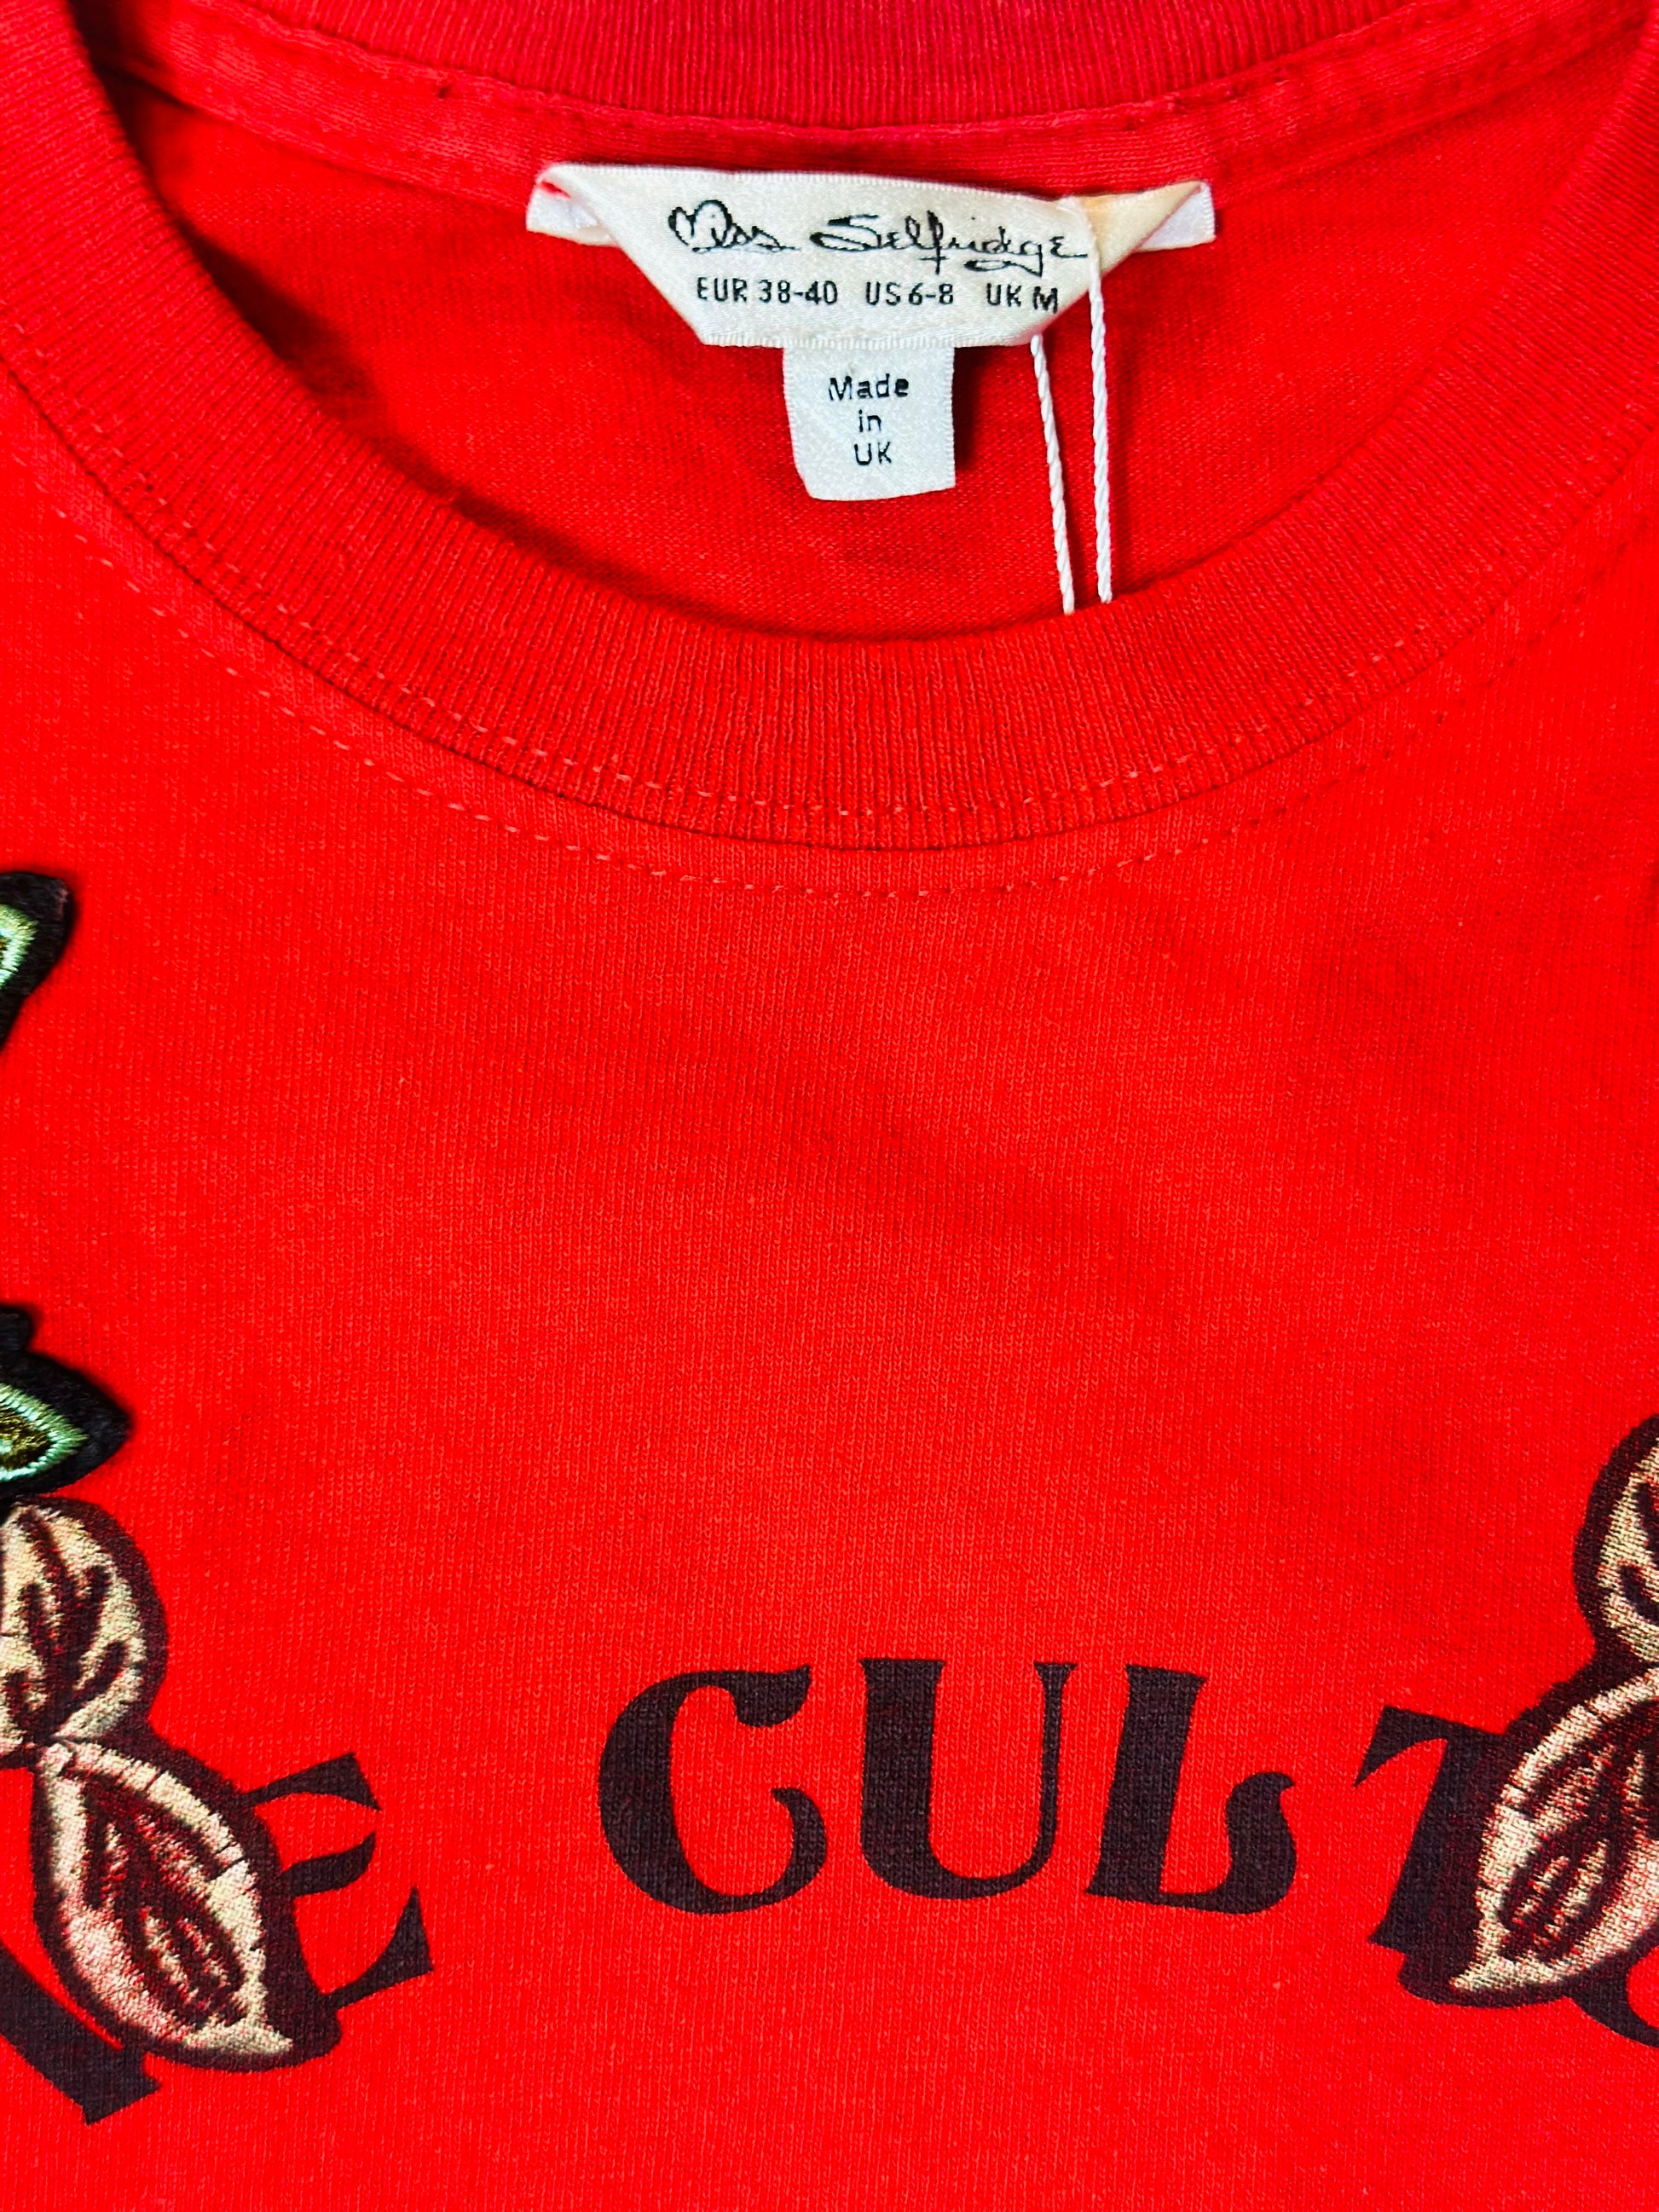 Miss Selfridge
EUR 38-40 US 6-8 UK M
Made
in
UK
CULT